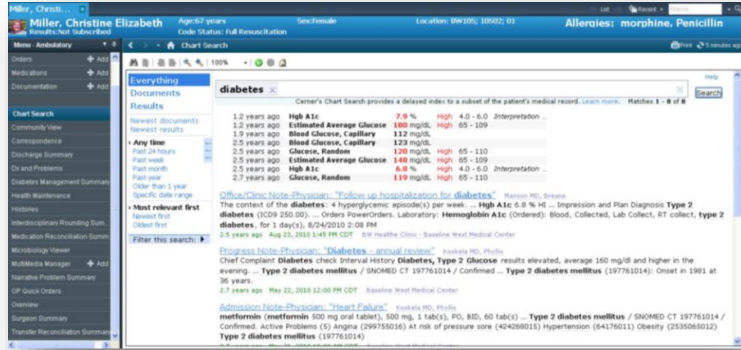 Miller, Christi...
List
Recent
Name
Miller, Christine Elizabeth
Age:67 years
Sex:Female
Location: BW105; 10502; 01
Allergies: morphine, Penicillin
Results:Not Subscribed
Code Status: Full Resuscitation
Menu - Ambulatory
Chart Search
Print
5 minutes ago
Orders
+ Add
Medications
+ Add
Documentation
+ Add
Chart Search
Community View
Correspondence
Discharge Summary
Dx and Problems
Diabetes Management Summary
Health Maintenance
Histories
Interdisciplinary Rounding Sum...
Medication Reconciliation Summ
Microbiology Viewer
MultiMedia Manager
+ Add
Narrative Problem Summary
OP Quick Orders
Overview
Surgeon Summary
Transfer Reconciliation Summary
100%
Everything
Documents
Results
Newest documents
Newest results
Any time
Past 24 hours
Past week
Past month
Past year
Older than 1 year
Specific date range
Most relevant first
Newest first
Oldest first
Filter this search:
Help
diabetes
Search
Cerner's Chart Search provides a delayed index to a subset of the patient's medical record. Learn more. Matches 1 - 8 of 8
1.2 years ago Hgb A1c 7.9 % High 4.0 - 6.0 Interpretation ..
1.2 years ago Estimated Average Glucose 180 mg/dL High 65 - 109
1.9 years ago Blood Glucose, Capillary 112 mg/dL
2.5 years ago Blood Glucose, Capillary 123 mg/dL
2.5 years ago Glucose, Random 120 mg/dL High 65 - 110
2.5 years ago Estimated Average Glucose 148 mg/dL High 65 - 109
2.5 years ago Hgb A1c 6.8 % High 4.0 - 6.0 Interpretation ..
2.7 years ago Glucose, Random 119 mg/dL High 65 - 110
Office/Clinic Note-Physician: "Follow up hospitalization for diabetes" Manson MD, Breane
The context of the diabetes: 4 hyperglycemic episode(s) per week. ... Hgb A1c 6.8 % HI ... Impression and Plan Diagnosis Type 2
diabetes (ICD9 250.00). ... Orders PowerOrders. Laboratory: Hemoglobin A1c (Ordered): Blood, Collected, Lab Collect, RT collect, type 2
diabetes, for 1 day(s), 8/24/2010 2:08 PM
2.5 years ago Aug 23, 2010 1:45 PM CDT BW Healthe Clinic - Baseline West Medical Center
Progress Note-Physician: "Diabetes - annual review" Koskela MD, Phyllis
Chief Complaint Diabetes check Interval History Diabetes, Type 2 Glucose results elevated, average 160 mg/dl and higher in the
evening. ... Type 2 diabetes mellitus / SNOMED CT 197761014 / Confirmed ... Type 2 diabetes mellitus (197761014): Onset in 1981 at
36 years.
2.7 years ago May 22, 2010 12:00 PM CDT Baseline West Medical Center
Admission Note-Physician: "Heart Failure" Koskela MD, Phyllis
metformin (metformin 500 mg oral tablet), 500 mg, 1 tab(s), PO, BID, 60 tab(s) ... Type 2 diabetes mellitus / SNOMED CT 197761014 /
Confirmed. Active Problems (5) Angina (299755016) At risk of pressure sore (424268015) Hypertension (64176011) Obesity (2535065012)
Type 2 diabetes mellitus (197761014)